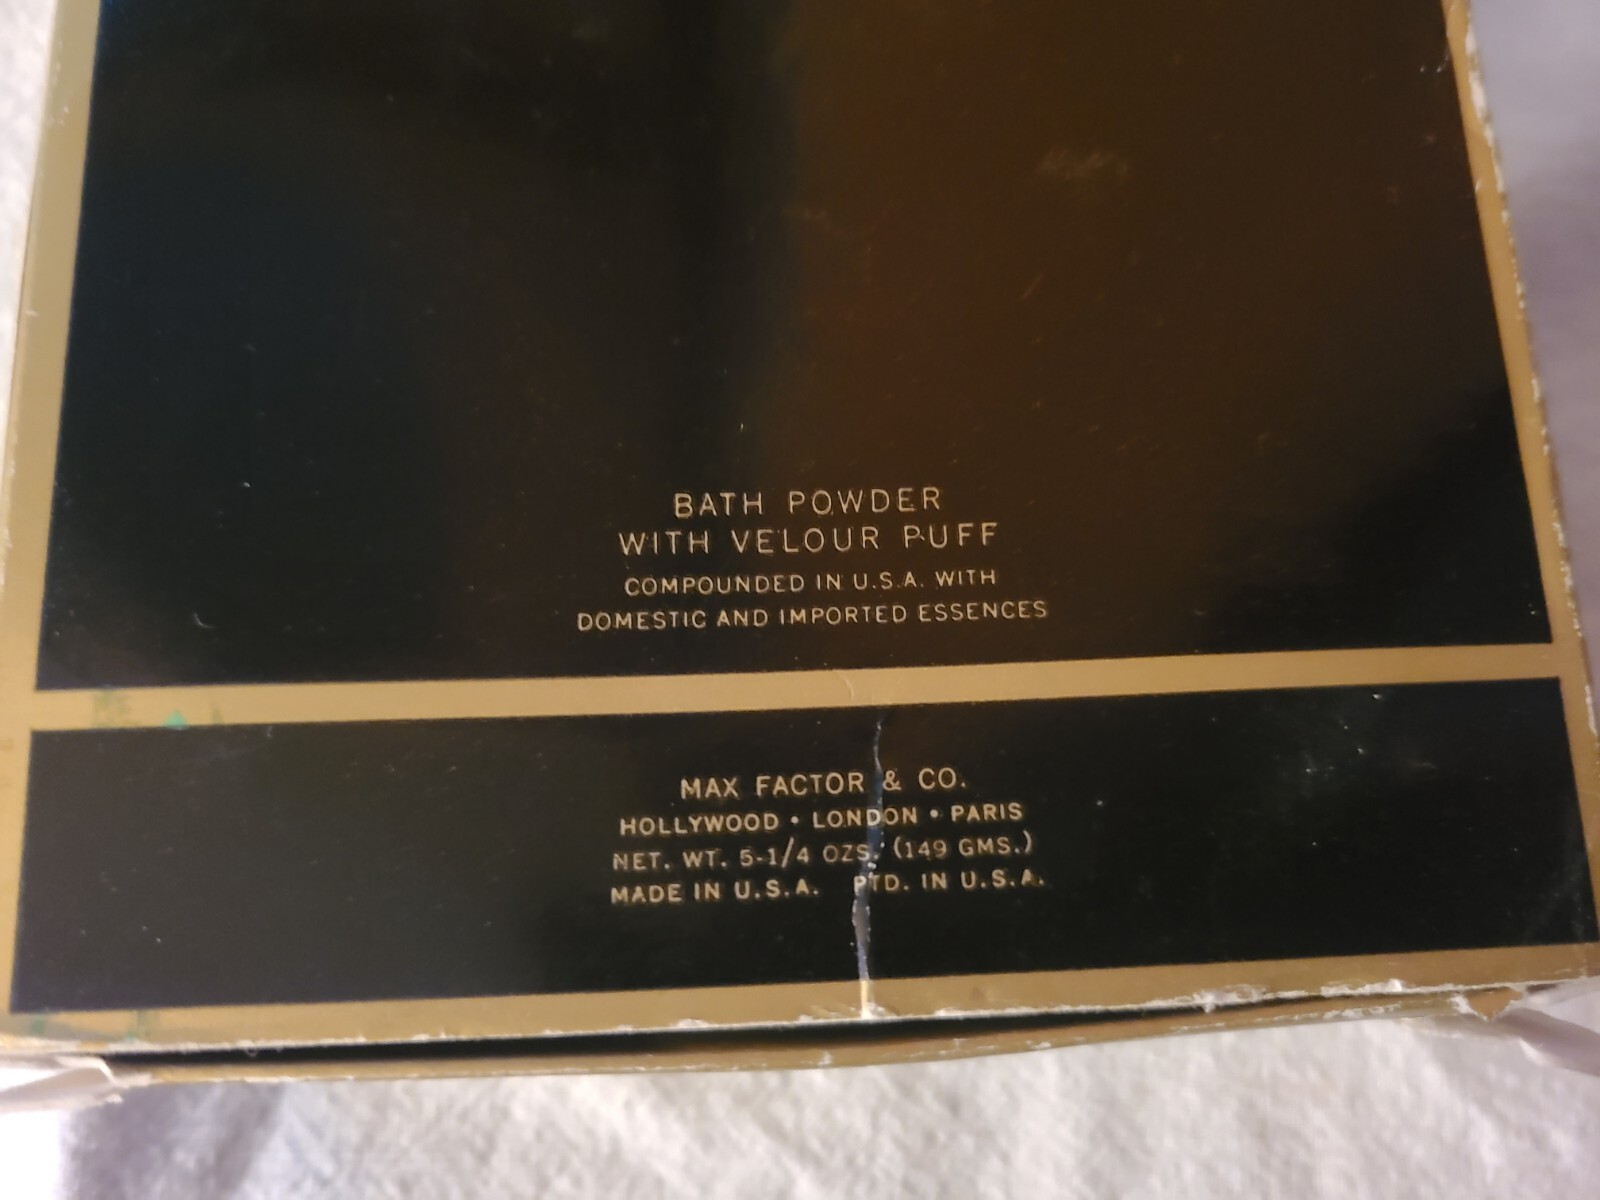 BATH POWDER
WITH VELOUR PUFF
COMPOUNDED IN U.S.A. WITH
DOMESTIC AND IMPORTED ESSENCES
MAX FACTOR & CO.
HOLLYWOOD • LONDON • PARIS
NET. WT. 5-1/4 OZS. (149 GMS.)
MADE IN U.S.A. PTD. IN U.S.A.